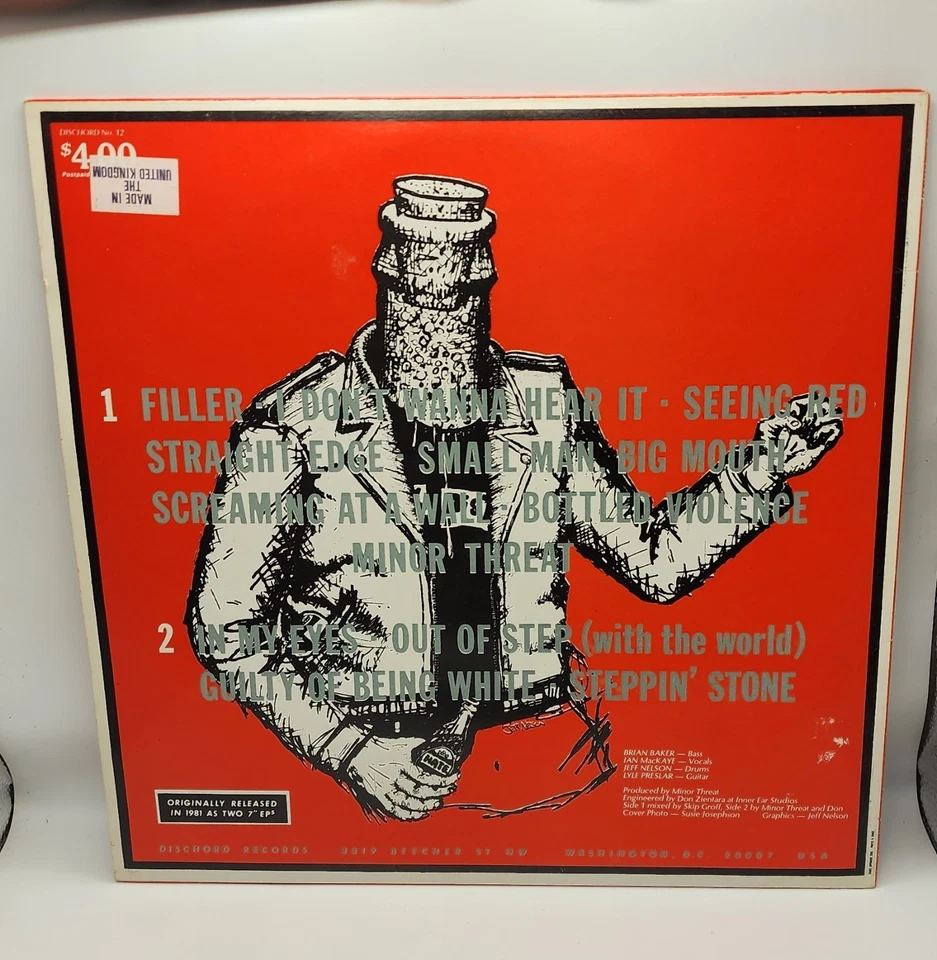 DISCHORD No. 12
$4.00
Postpaid
MADE IN
THE
UNITED KINGDOM
1 FILLER · I DON'T WANNA HEAR IT · SEEING RED
STRAIGHT EDGE · SMALL MAN, BIG MOUTH
SCREAMING AT A WALL · BOTTLED VIOLENCE
MINOR THREAT
2 IN MY EYES · OUT OF STEP (with the world)
GUILTY OF BEING WHITE · STEPPIN' STONE
HATE
Jeff Nelson
BRIAN BAKER — Bass
IAN MacKAYE — Vocals
JEFF NELSON — Drums
LYLE PRESLAR — Guitar
Produced by Minor Threat
Engineered by Don Zientara at Inner Ear Studios
Side 1 mixed by Skip Groff, Side 2 by Minor Threat and Don
Cover Photo — Susie Josephson Graphics — Jeff Nelson
ORIGINALLY RELEASED
IN 1981 AS TWO 7" EPs
DISCHORD RECORDS 3819 BEECHER ST NW WASHINGTON, D.C. 20007 USA